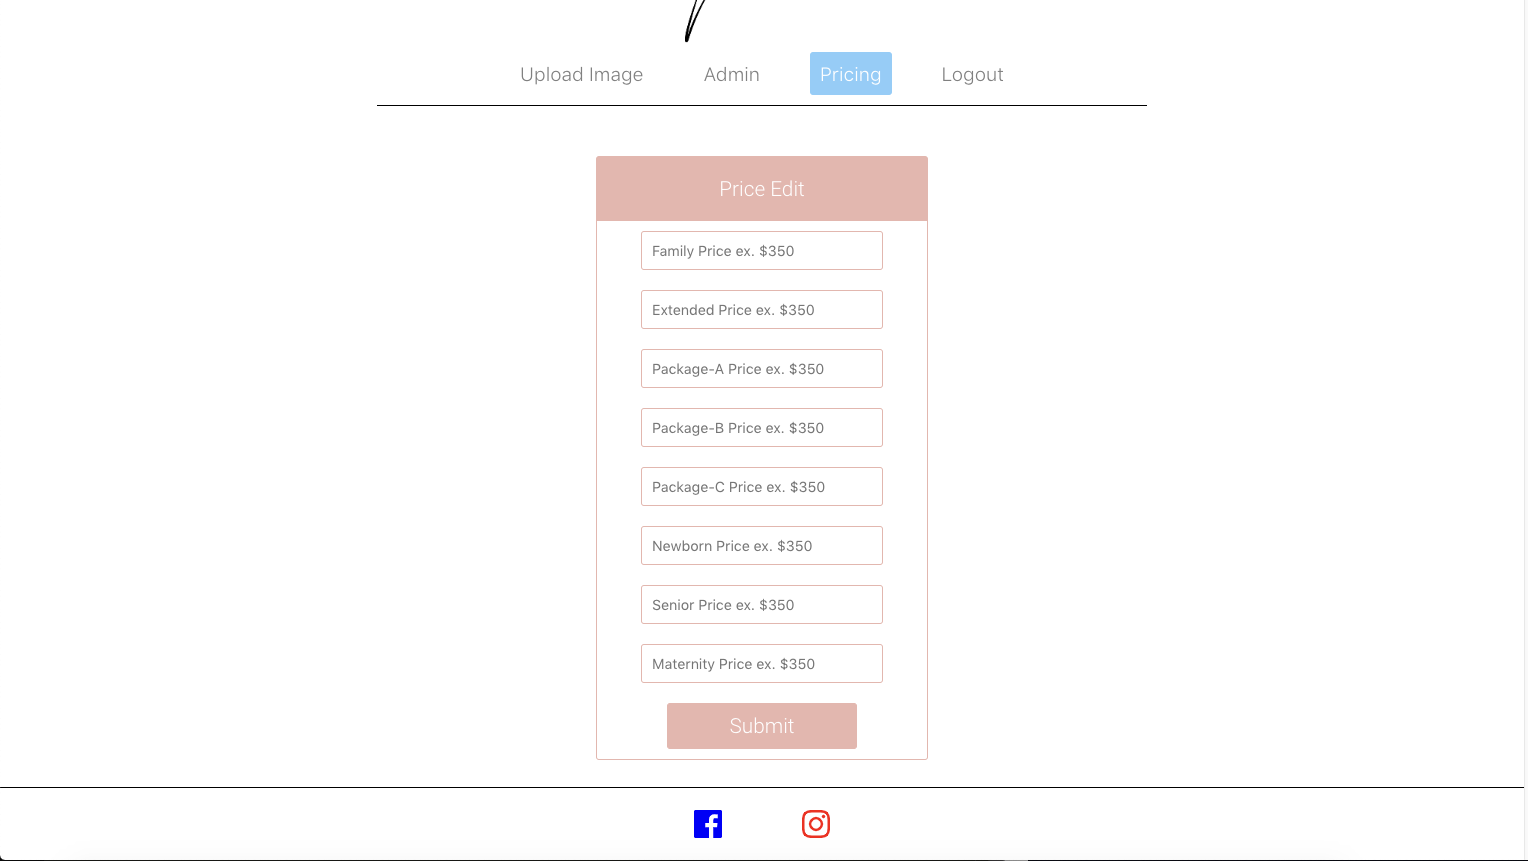 Upload Image Admin Pricing Logout
Price Edit
Family Price ex. $350
Extended Price ex. $350
Package-A Price ex. $350
Package-B Price ex. $350
Package-C Price ex. $350
Newborn Price ex. $350
Senior Price ex. $350
Maternity Price ex. $350
Submit